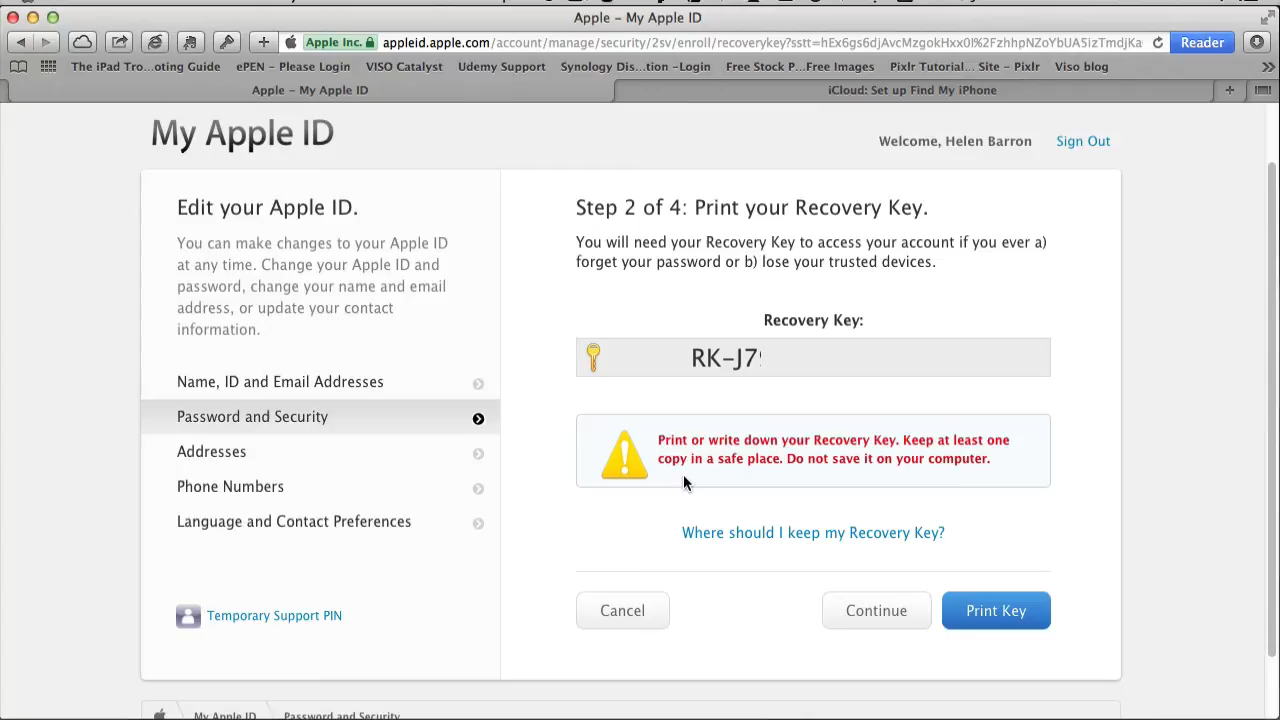 Apple – My Apple ID
Apple Inc.
appleid.apple.com/account/manage/security/2sv/enroll/recoverykey?sstt=hEx6gs6djAvcMzgokHxx0I%2FzhhpNZoYbUA5izTmdjKa
Reader
The iPad Tro...oting Guide
ePEN – Please Login
VISO Catalyst
Udemy Support
Synology Dis...tion –Login
Free Stock P...Free Images
Pixlr Tutorial... Site – Pixlr
Viso blog
Apple – My Apple ID
iCloud: Set up Find My iPhone
My Apple ID
Welcome, Helen Barron
Sign Out
Edit your Apple ID.
You can make changes to your Apple ID
at any time. Change your Apple ID and
password, change your name and email
address, or update your contact
information.
Name, ID and Email Addresses
Password and Security
Addresses
Phone Numbers
Language and Contact Preferences
Temporary Support PIN
Step 2 of 4: Print your Recovery Key.
You will need your Recovery Key to access your account if you ever a)
forget your password or b) lose your trusted devices.
Recovery Key:
RK–J7
Print or write down your Recovery Key. Keep at least one
copy in a safe place. Do not save it on your computer.
Where should I keep my Recovery Key?
Cancel
Continue
Print Key
My Apple ID
Password and Security